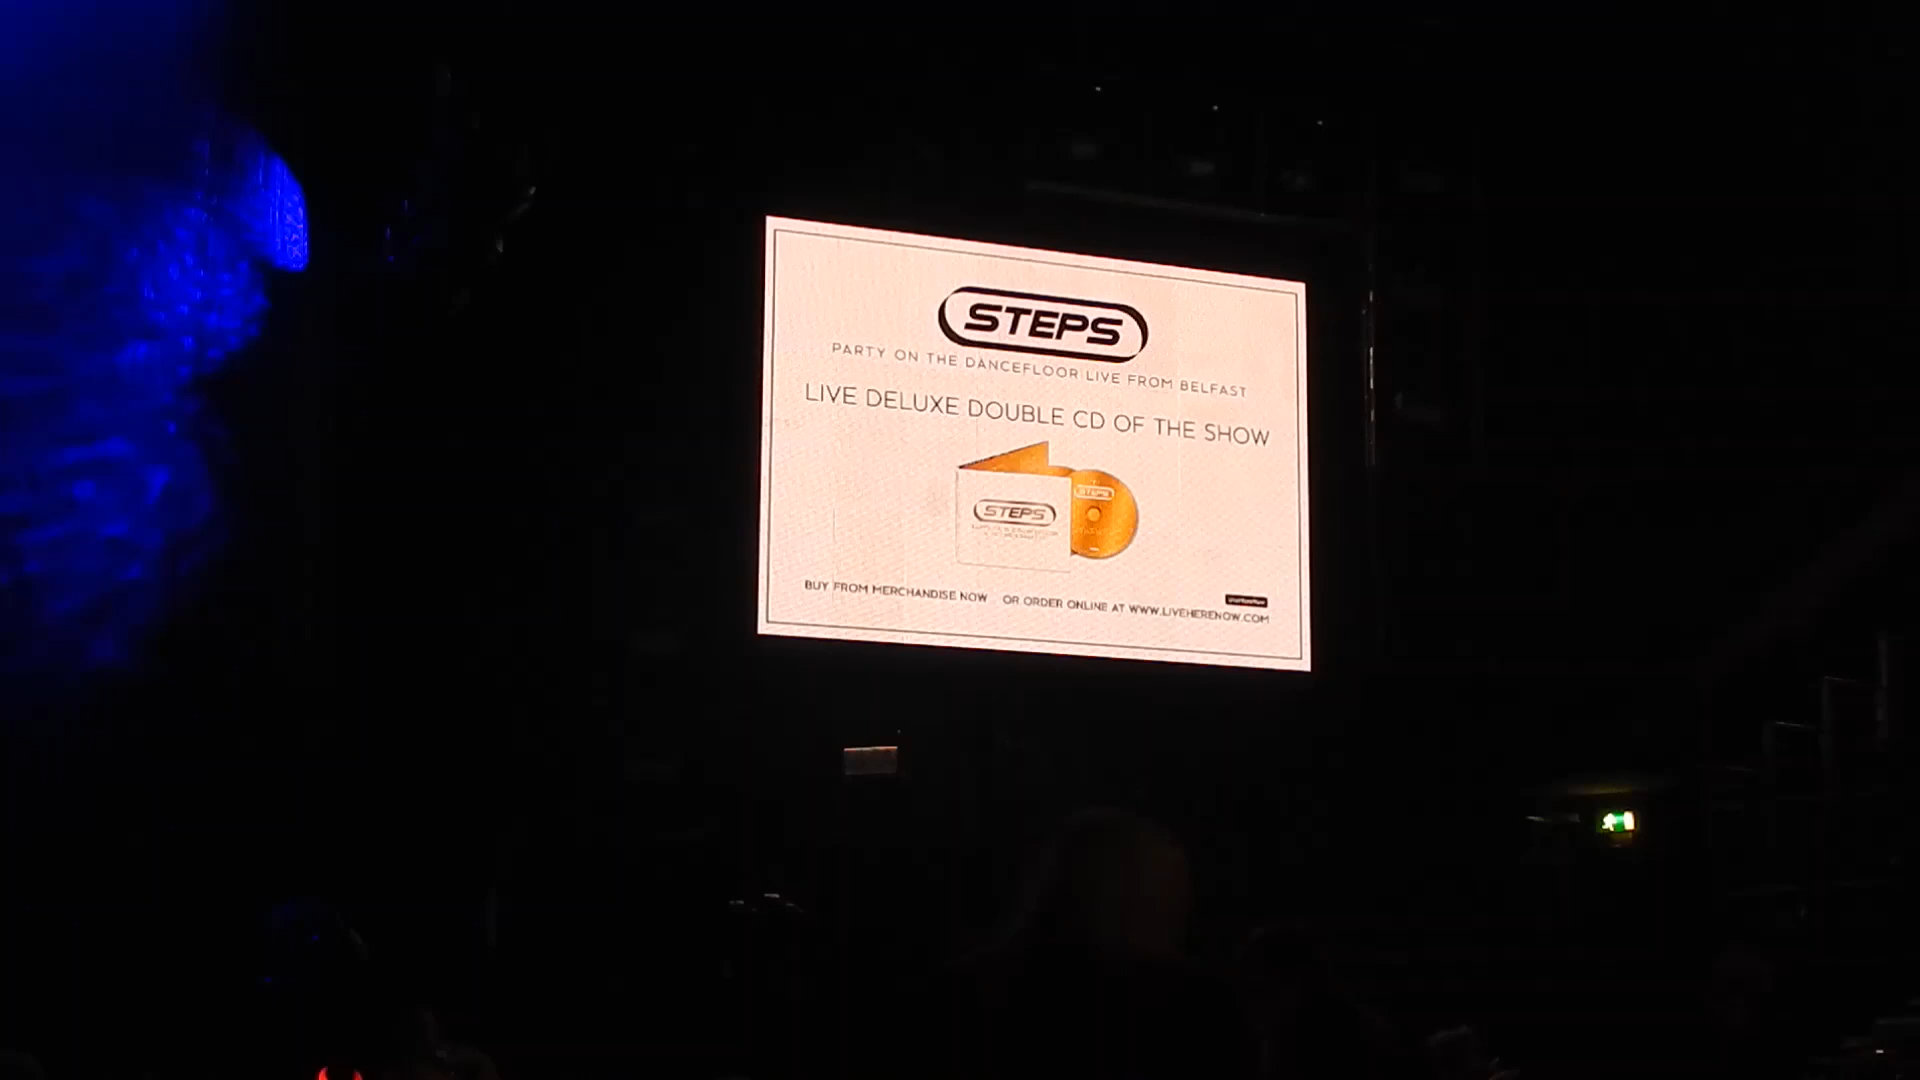 STEPS
PARTY ON THE DANCEFLOOR LIVE FROM BELFAST
LIVE DELUXE DOUBLE CD OF THE SHOW
STEPS
STEPS
BUY FROM MERCHANDISE NOW OR ORDER ONLINE AT WWW.LIVEHERENOW.COM